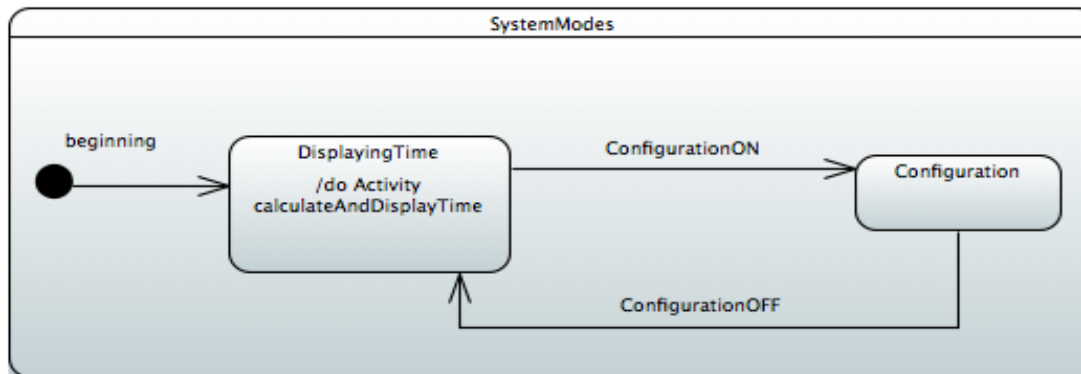 SystemModes
beginning
DisplayingTime
/do Activity
calculateAndDisplayTime
ConfigurationON
Configuration
ConfigurationOFF